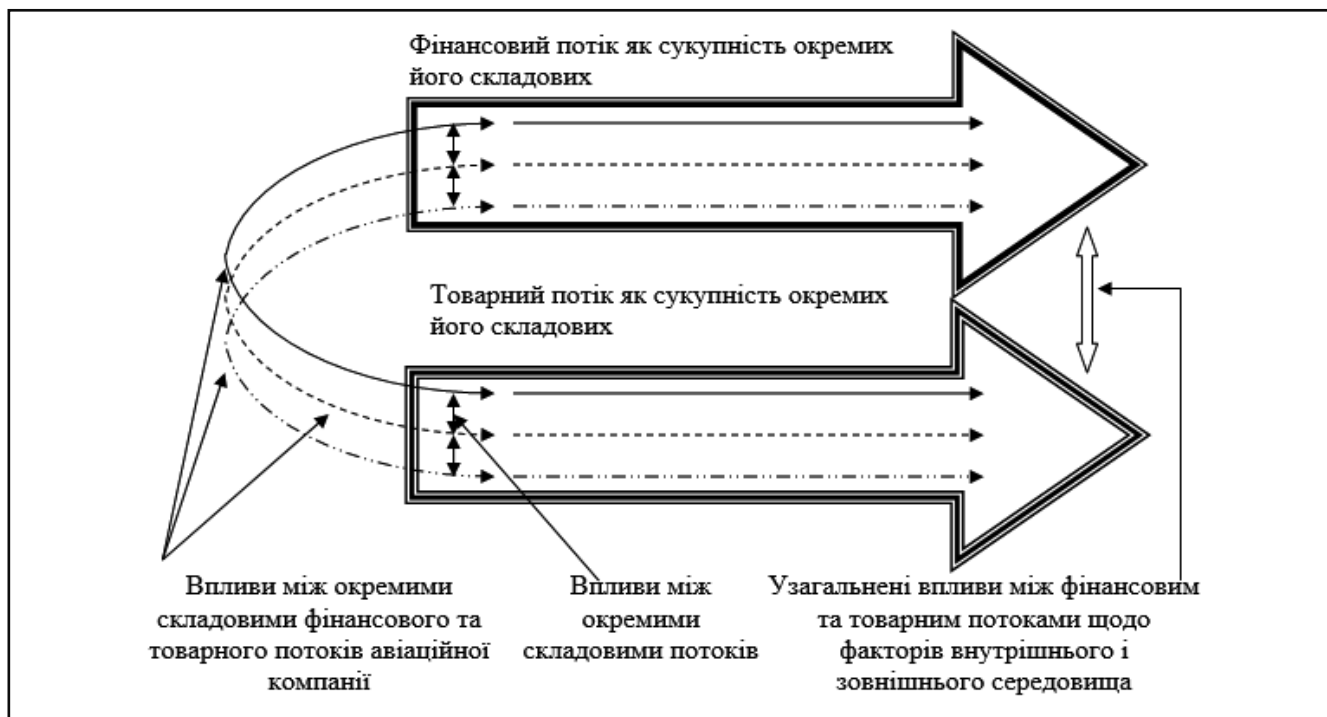 Фінансовий потік як сукупність окремих
його складових
Товарний потік як сукупність окремих
його складових
Впливи між окремими
складовими фінансового та
товарного потоків авіаційної
компанії
Впливи між
окремими
складовими потоків
Узагальнені впливи між фінансовим
та товарним потоками щодо
факторів внутрішнього і
зовнішнього середовища